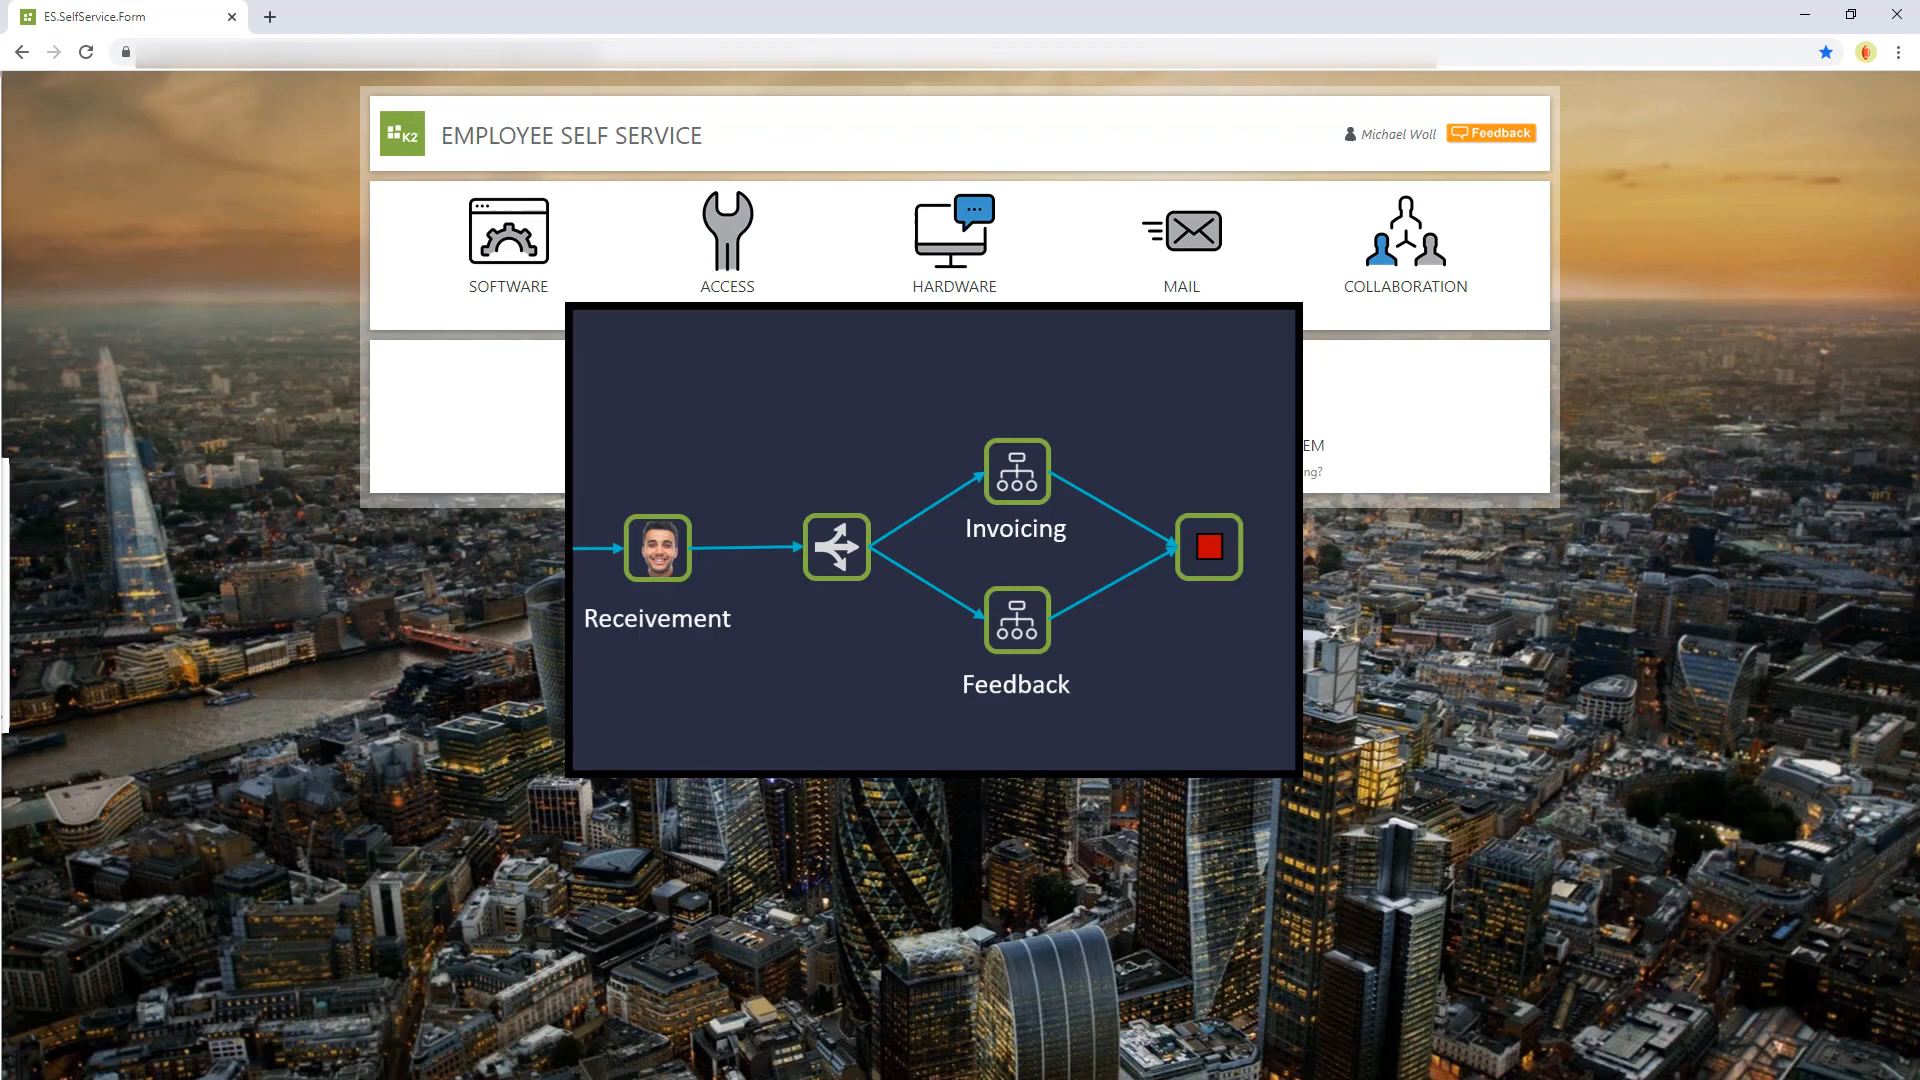 ES.SelfService.Form
K2
EMPLOYEE SELF SERVICE
Michael Woll
Feedback
SOFTWARE
ACCESS
HARDWARE
MAIL
COLLABORATION
EM
ng?
Invoicing
Receivement
Feedback